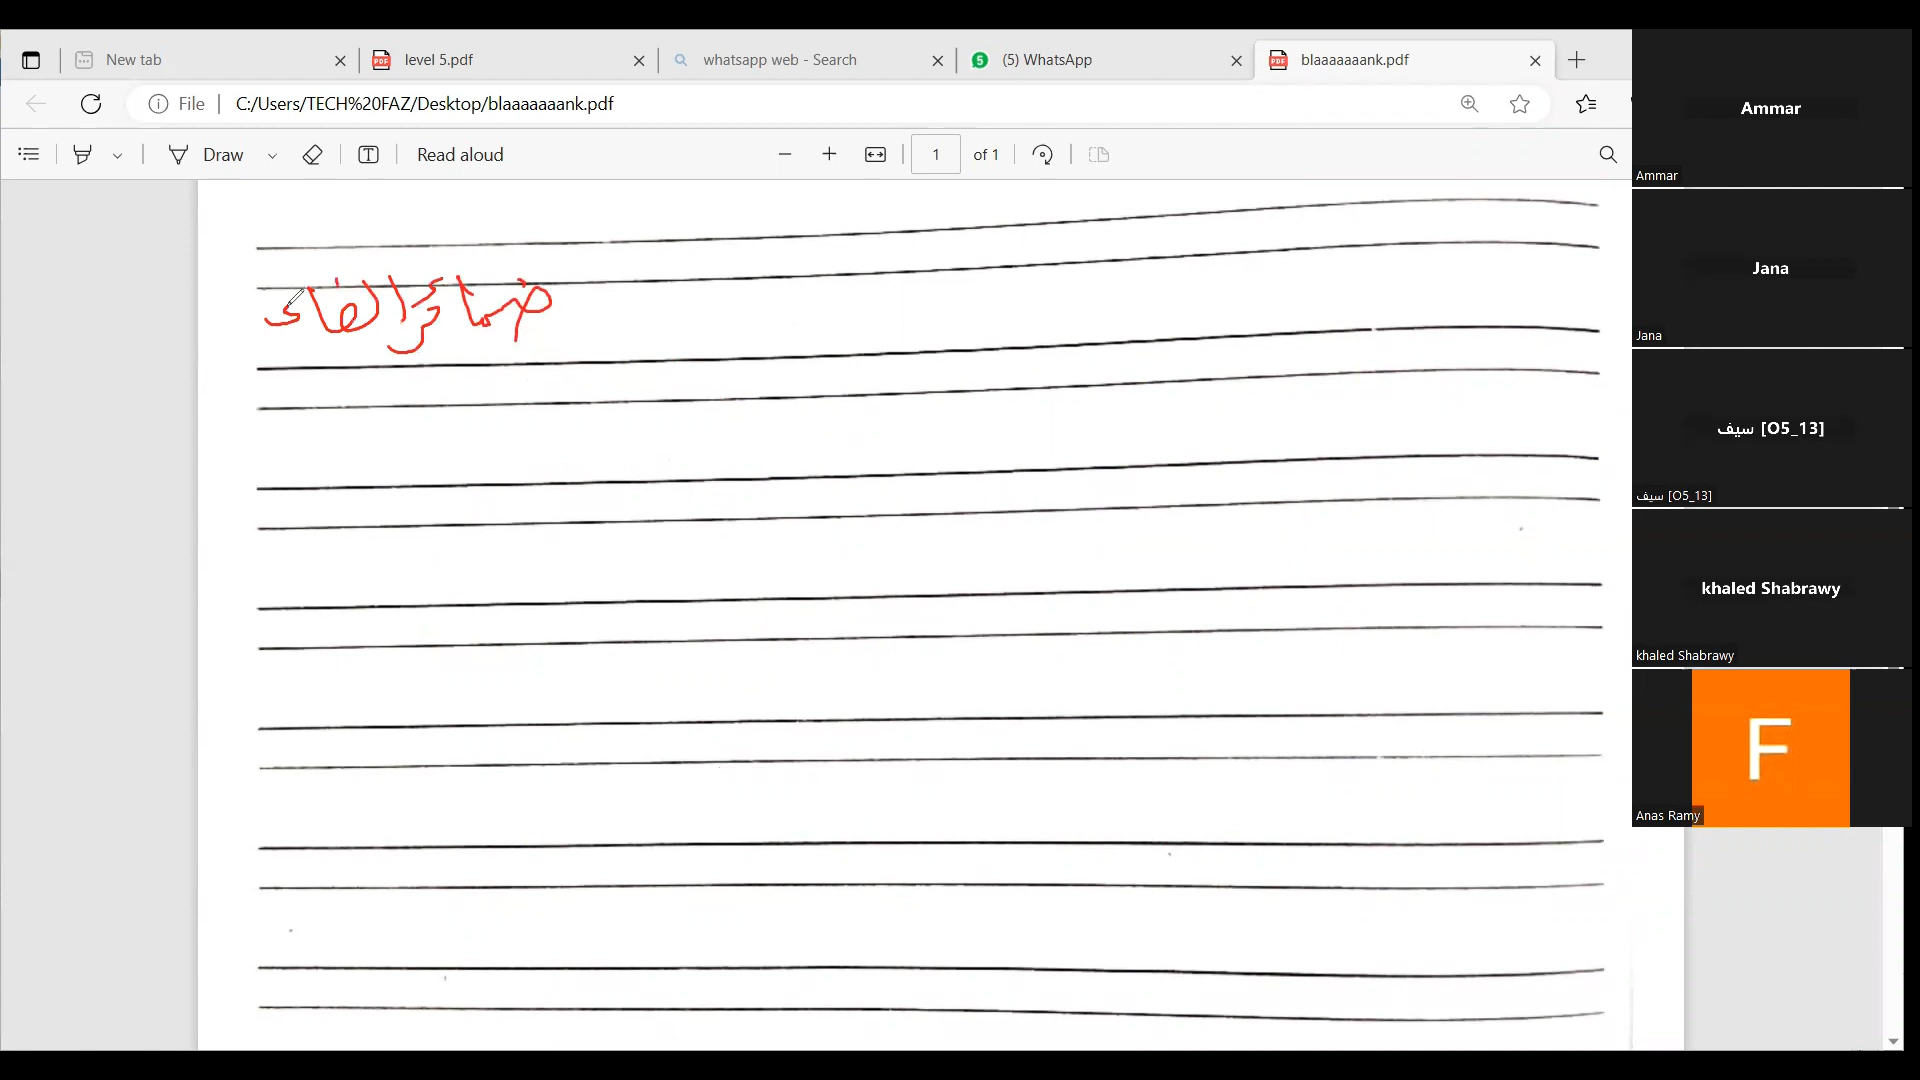 New tab
level 5.pdf
whatsapp web - Search
(5) WhatsApp
blaaaaaaank.pdf
File
C:/Users/TECH%20FAZ/Desktop/blaaaaaaank.pdf
Draw
Read aloud
1 of 1
Ammar
Ammar
Jana
Jana
سيف [O5_13]
سيف [O5_13]
khaled Shabrawy
khaled Shabrawy
F
Anas Ramy